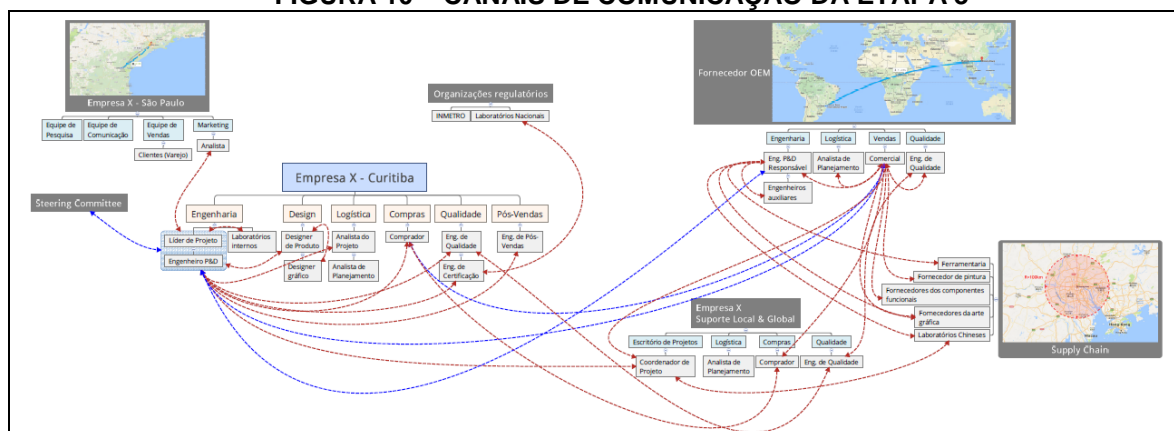 FIGURA 10 – CANAIS DE COMUNICAÇÃO DA ETAPA 3
Empresa X - São Paulo
Equipe de
Pesquisa
Equipe de
Comunicação
Equipe de
Vendas
Marketing
Clientes (Varejo)
Analista
Organizações regulatórios
INMETRO
Laboratórios Nacionais
Fornecedor OEM
Engenharia
Logística
Vendas
Qualidade
Eng. P&D
Responsável
Analista de
Planejamento
Comercial
Eng. de
Qualidade
Engenheiros
auxiliares
Steering Committee
Empresa X - Curitiba
Engenharia
Design
Logística
Compras
Qualidade
Pós-Vendas
Líder de Projeto
Engenheiro P&D
Laboratórios
internos
Designer
de Produto
Designer
gráfico
Analista do
Projeto
Analista de
Planejamento
Comprador
Eng. de
Qualidade
Eng. de
Certificação
Eng. de Pós-
Vendas
Empresa X
Suporte Local & Global
Escritório de Projetos
Logística
Compras
Qualidade
Coordenador de
Projeto
Analista de
Planejamento
Comprador
Eng. de Qualidade
Ferramentaria
Fornecedor de pintura
Fornecedores dos componentes
funcionais
Fornecedores da arte
gráfica
Laboratórios Chineses
Supply Chain